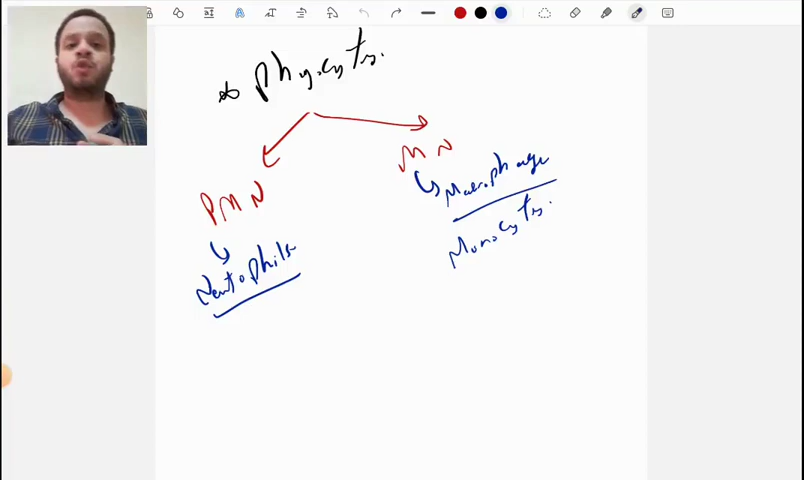 Phagocytes.
PMN
MN
Macrophage
Monocytes.
Neutrophils